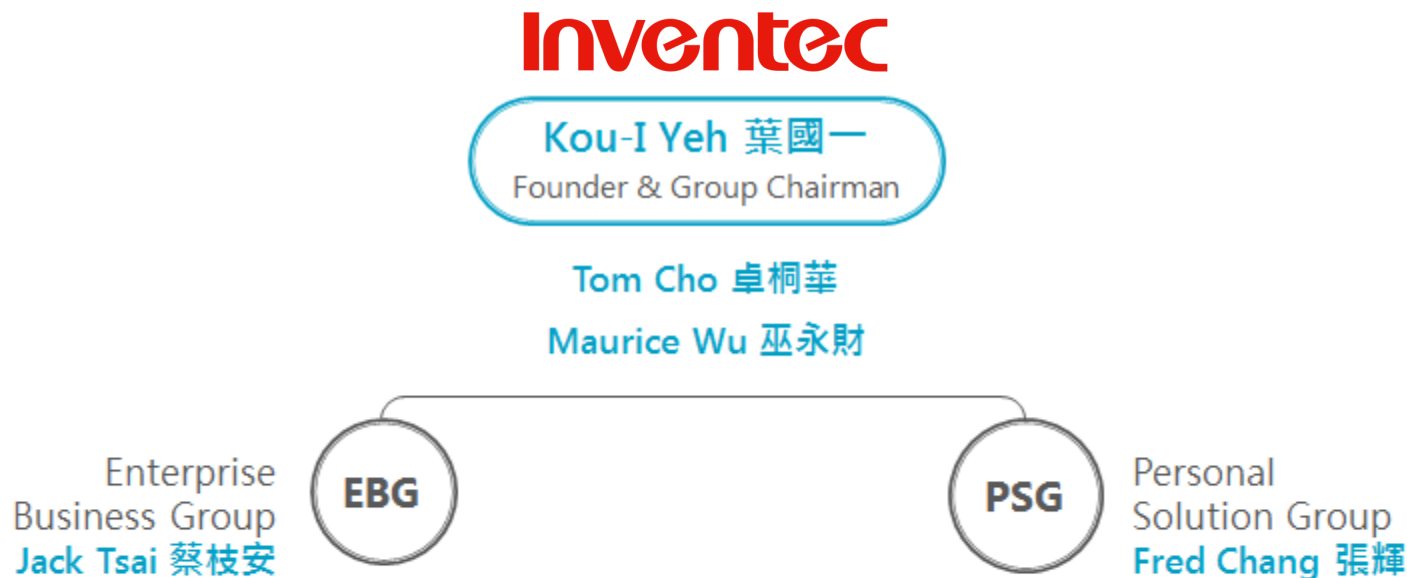 Inventec
Kou-I Yeh 葉國一
Founder & Group Chairman
Tom Cho 卓桐華
Maurice Wu 巫永財
Enterprise
Business Group
Jack Tsai 蔡枝安
EBG
PSG
Personal
Solution Group
Fred Chang 張輝